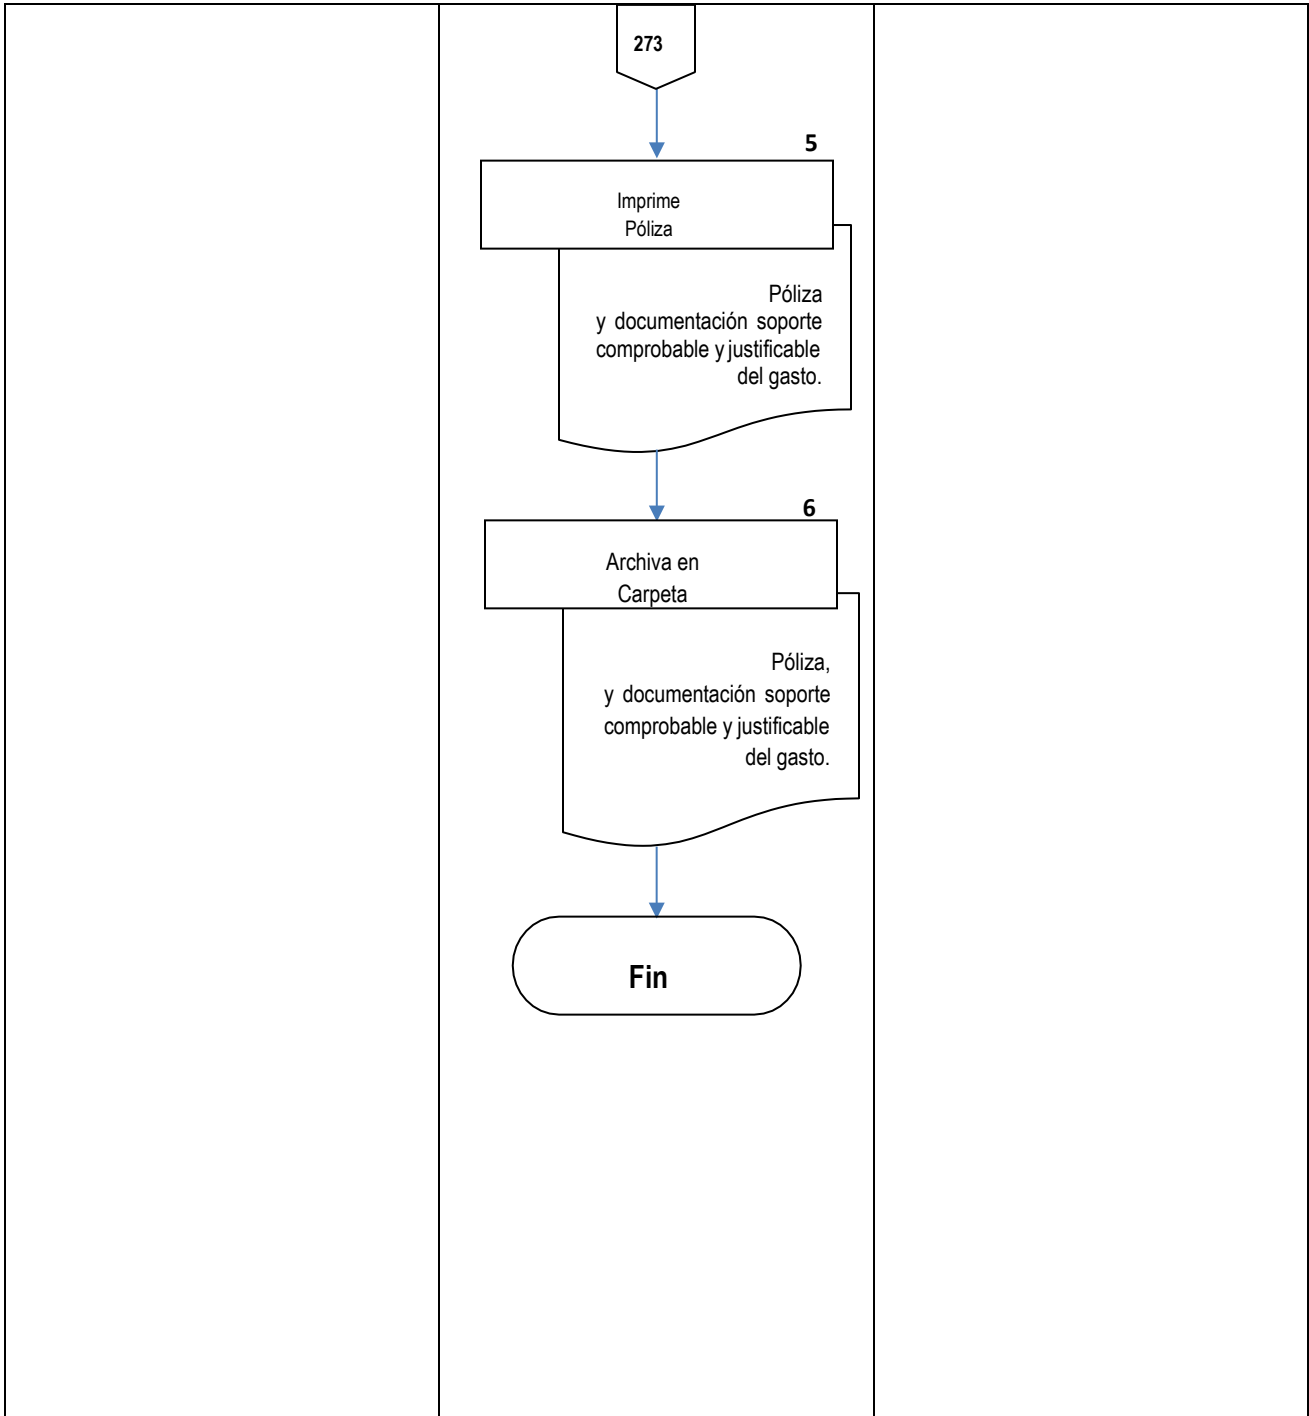 273
5
Imprime
Póliza
Póliza
y documentación soporte
comprobable y justificable
del gasto.
6
Archiva en
Carpeta
Póliza,
y documentación soporte
comprobable y justificable
del gasto.
Fin